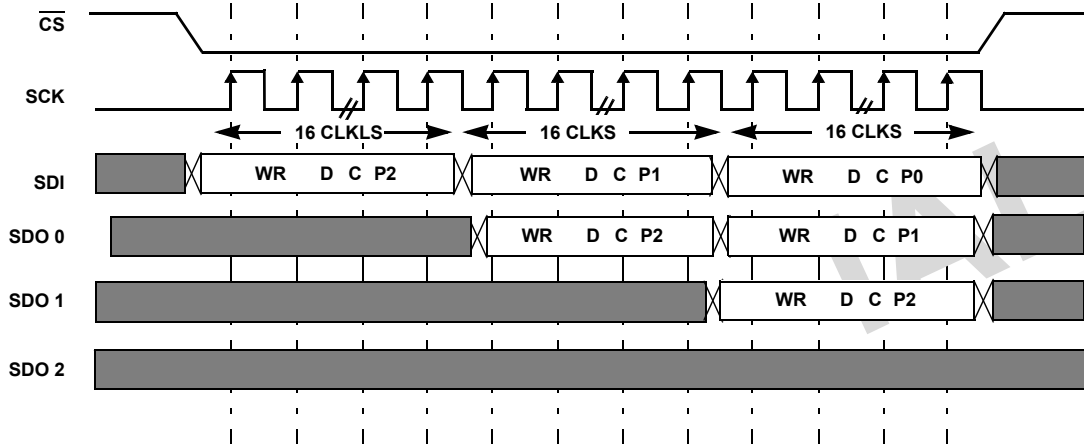 CS
SCK
16 CLKLS 16 CLKS 16 CLKS
SDI WR D C P2 WR D C P1 WR D C P0
SDO 0 WR D C P2 WR D C P1
SDO 1 WR D C P2
SDO 2